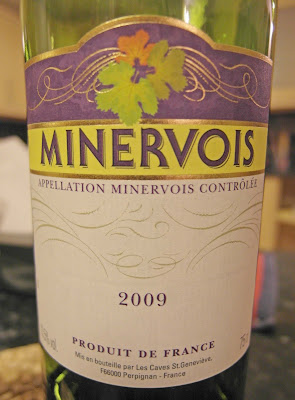 MINERVOIS
APPELLATION MINERVOIS CONTRÔLÉE
2009
PRODUIT DE FRANCE
Mis en bouteille par Les Caves St.Geneviève,
F66000 Perpignan - France